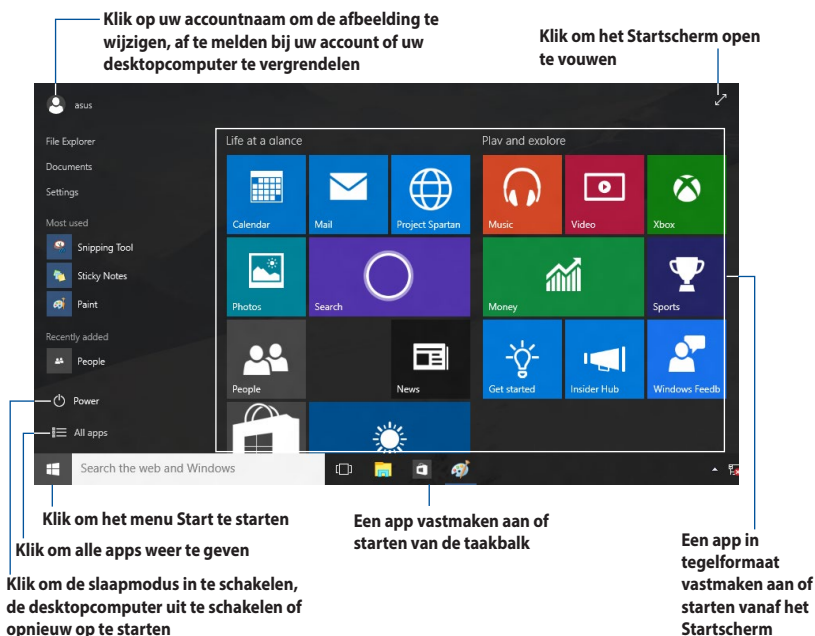 Klik op uw accountnaam om de afbeelding te
wijzigen, af te melden bij uw account of uw
desktopcomputer te vergrendelen
Klik om het Startscherm open
te vouwen
asus
File Explorer
Documents
Settings
Most used
Snipping Tool
Sticky Notes
Paint
Recently added
People
Power
All apps
Life at a glance
Calendar
Mail
Project Spartan
Photos
Search
People
News
Play and explore
Music
Video
Xbox
Money
Sports
Get started
Insider Hub
Windows Feedb
Search the web and Windows
Klik om het menu Start te starten
Klik om alle apps weer te geven
Klik om de slaapmodus in te schakelen,
de desktopcomputer uit te schakelen of
opnieuw op te starten
Een app vastmaken aan of
starten van de taakbalk
Een app in
tegelformaat
vastmaken aan of
starten vanaf het
Startscherm